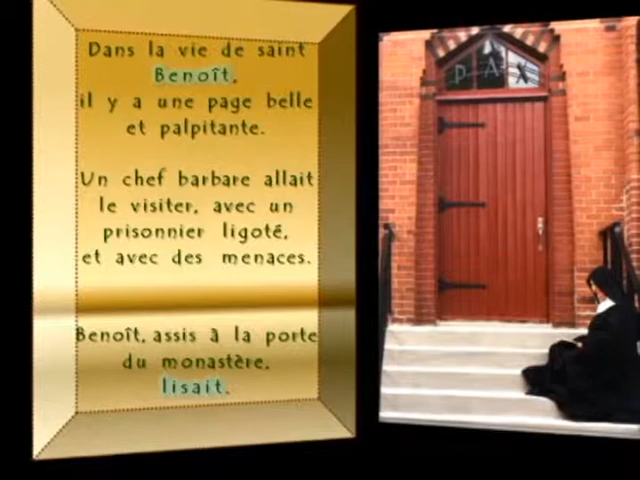 Dans la vie de saint
Benoît,
il y a une page belle
et palpitante.
Un chef barbare allait
le visiter, avec un
prisonnier ligoté,
et avec des menaces.
Benoît, assis à la porte
du monastère,
lisait.
PAX